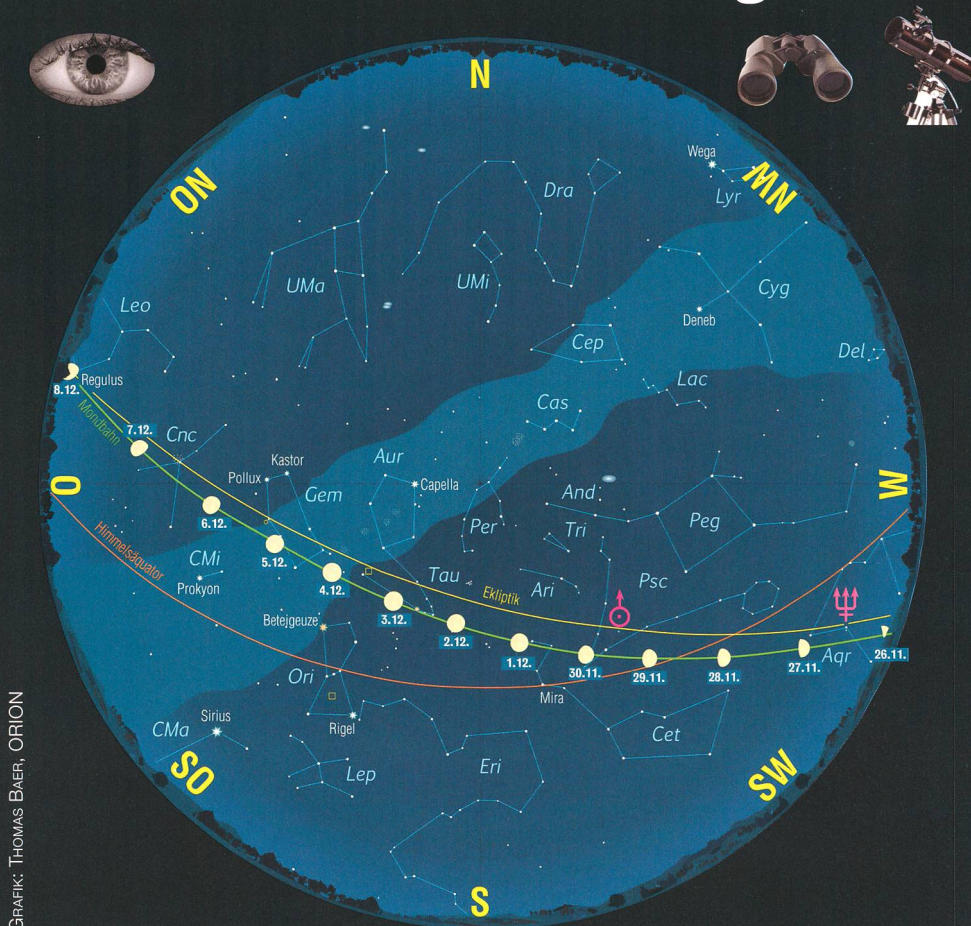 N
NO
NW
Wega
Lyr
Dra
UMa
UMi
Cyg
Deneb
Leo
Cep
Del
Lac
Regulus
8.12.
Mondbahn
Cas
7.12.
Cnc
Aur
Kastor
Pollux
Capella
Gem
And
O
W
Per
Tri
Peg
6.12.
Himmelsäquator
5.12.
CMi
Prokyon
4.12.
Tau
Ari
Psc
Ekliptik
3.12.
Betejgeuze
2.12.
1.12.
30.11.
29.11.
28.11.
27.11.
Aqr
26.11.
Ori
Mira
Rigel
Sirius
CMa
Cet
SO
Lep
Eri
SW
S
GRAFIK: THOMAS BAER, ORION